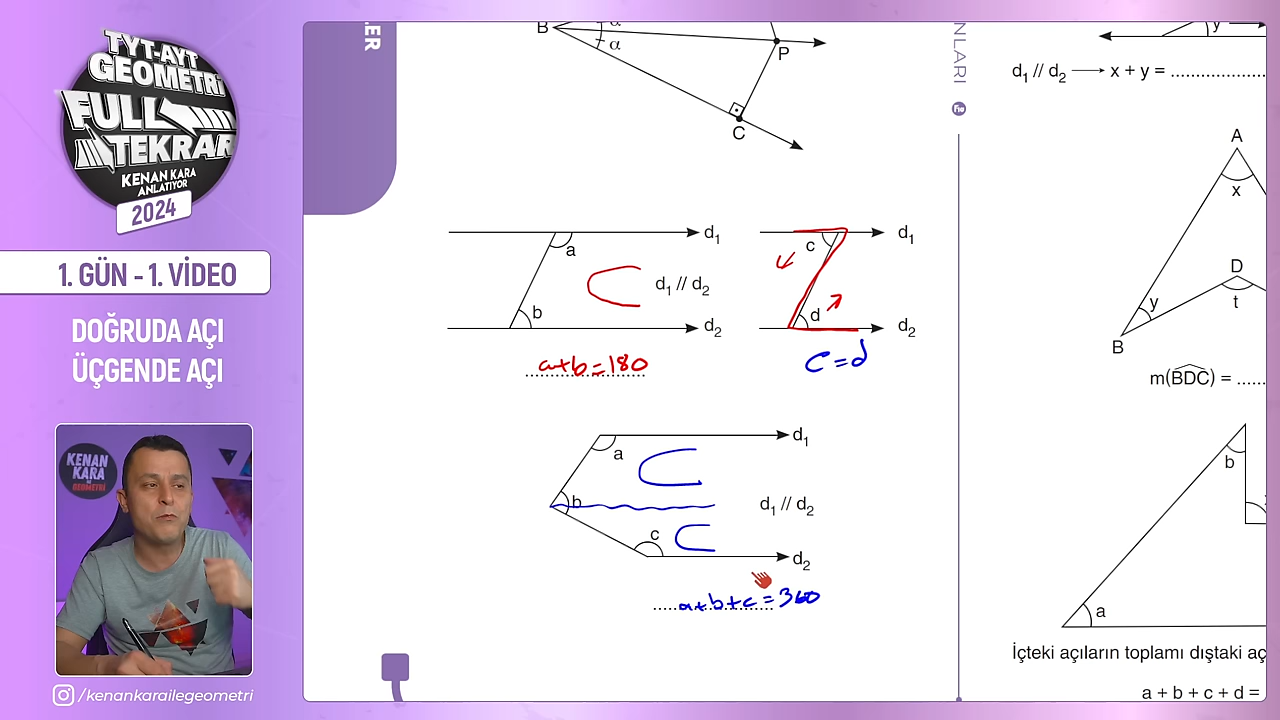 TYT-AYT
GEOMETRİ
FULL
TEKRAR
KENAN KARA
ANLATIYOR
2024
1. GÜN - 1. VİDEO
DOĞRUDA AÇI
ÜÇGENDE AÇI
KENAN
KARA
GEOMETRİ
/kenankarailegeometri
LER
B
α
α
P
C
d1
a
d1 // d2
b
d2
a+b=180
d1
c
d
d2
c=d
d1
a
b
d1 // d2
c
d2
a+b+c=360
NLARI
y
d1 // d2 → x + y = ........................
A
x
D
y
t
B
m(BDC) = ......
b
a
İçteki açıların toplamı dıştaki aç
a + b + c + d =